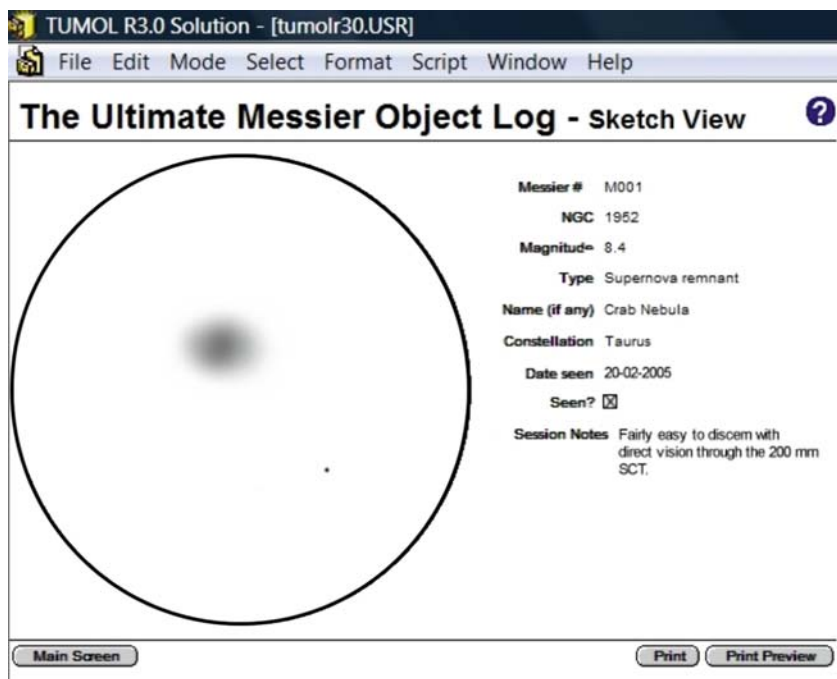 TUMOL R3.0 Solution - [tumolr30.USR]
File Edit Mode Select Format Script Window Help
The Ultimate Messier Object Log - Sketch View ?
Messier # M001
NGC 1952
Magnitude 8.4
Type Supernova remnant
Name (if any) Crab Nebula
Constellation Taurus
Date seen 20-02-2005
Seen? ☒
Session Notes Fairly easy to discern with
direct vision through the 200 mm
SCT.
Main Screen Print Print Preview